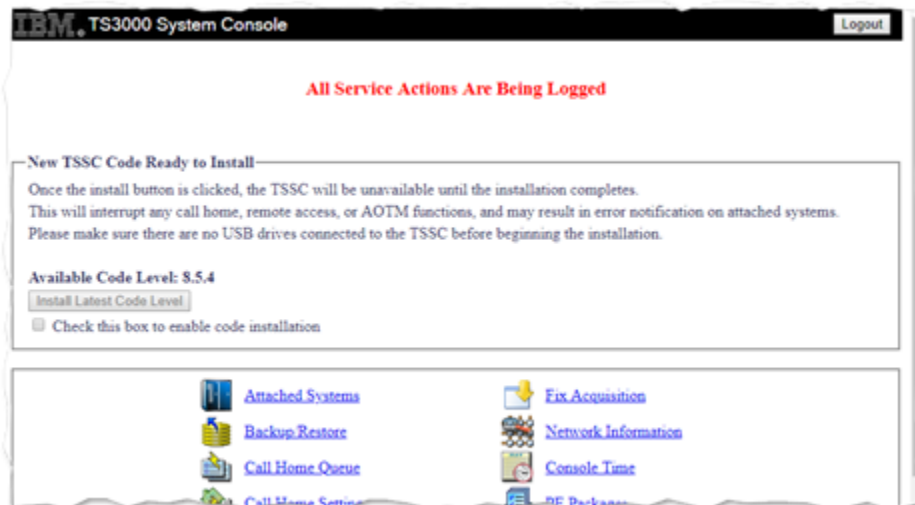 IBM. TS3000 System Console
Logout
All Service Actions Are Being Logged
New TSSC Code Ready to Install
Once the install button is clicked, the TSSC will be unavailable until the installation completes.
This will interrupt any call home, remote access, or AOTM functions, and may result in error notification on attached systems.
Please make sure there are no USB drives connected to the TSSC before beginning the installation.
Available Code Level: 8.5.4
Install Latest Code Level
Check this box to enable code installation
Attached Systems
Fix Acquisition
Backup Restore
Network Information
Call Home Queue
Console Time
Call Home Setting
PE Packages